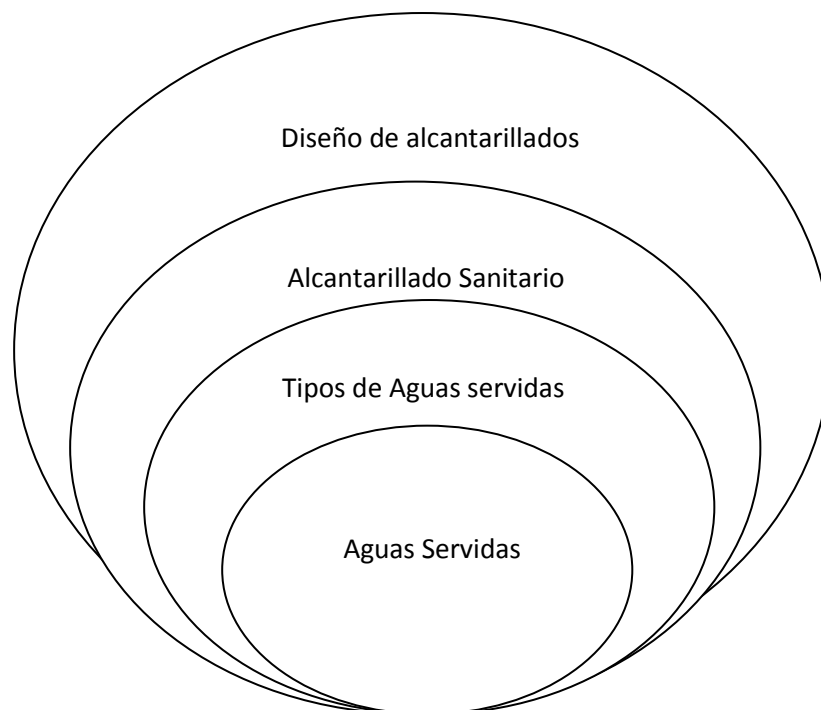 Diseño de alcantarillados
Alcantarillado Sanitario
Tipos de Aguas servidas
Aguas Servidas